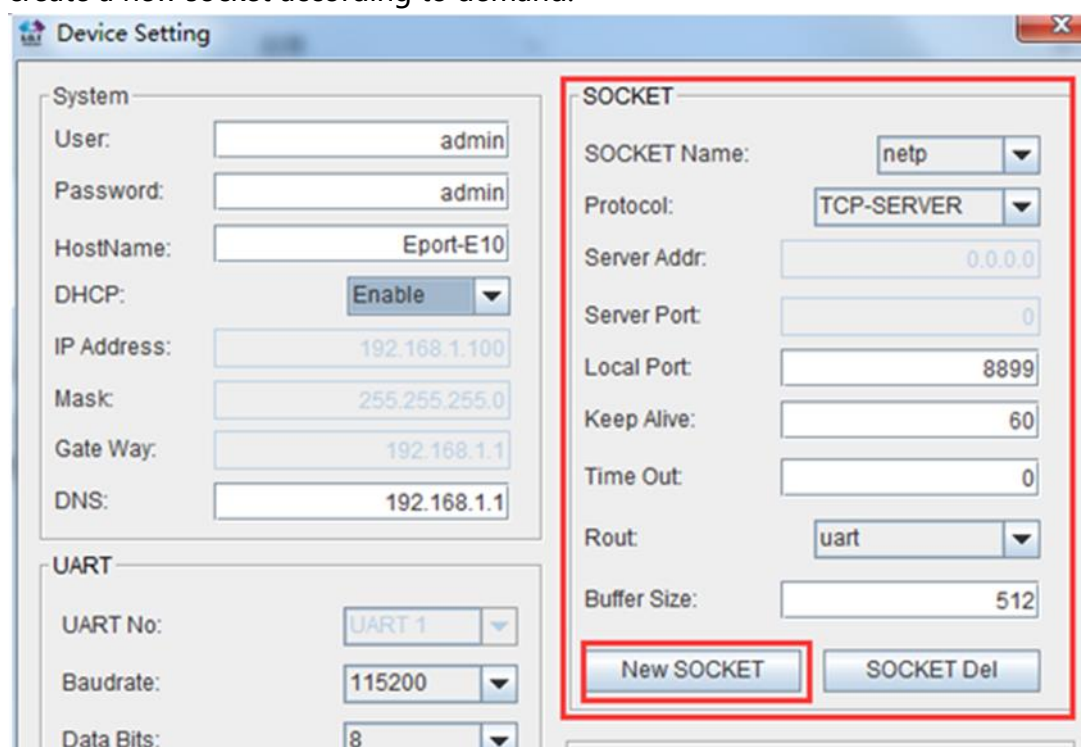 create a new socket according to demand.
Device Setting
System
User: admin
Password: admin
HostName: Eport-E10
DHCP: Enable
IP Address: 192.168.1.100
Mask: 255.255.255.0
Gate Way: 192.168.1.1
DNS: 192.168.1.1
UART
UART No: UART 1
Baudrate: 115200
Data Bits: 8
SOCKET
SOCKET Name: netp
Protocol: TCP-SERVER
Server Addr: 0.0.0.0
Server Port: 0
Local Port: 8899
Keep Alive: 60
Time Out: 0
Rout: uart
Buffer Size: 512
New SOCKET SOCKET Del